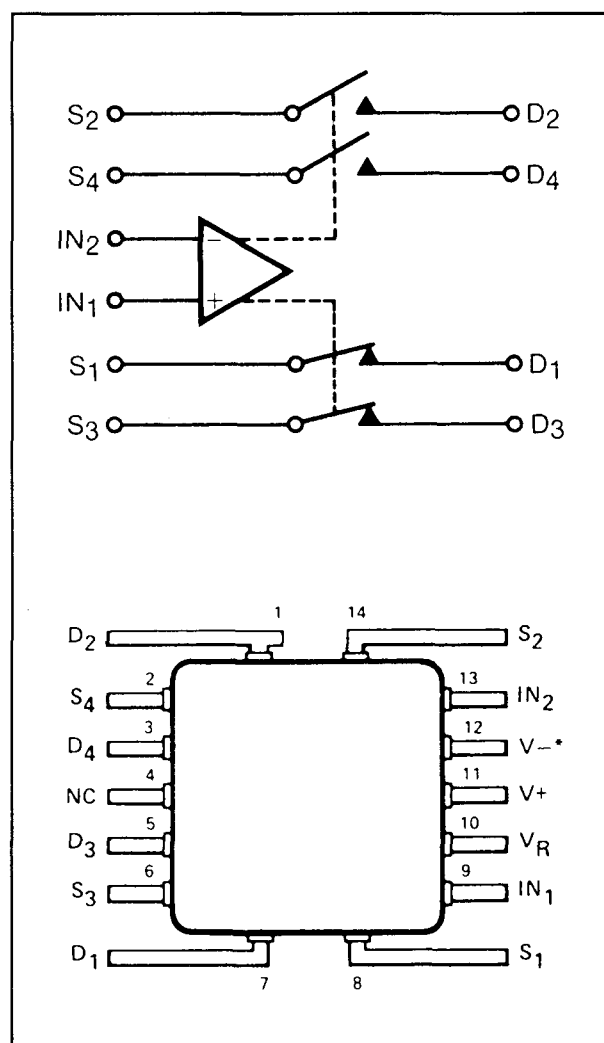 S2 D2
S4 D4
IN2 −
IN1 +
S1 D1
S3 D3
D2 1 14 S2
S4 2 13 IN2
D4 3 12 V−*
NC 4 11 V+
D3 5 10 VR
S3 6 9 IN1
D1 7 8 S1